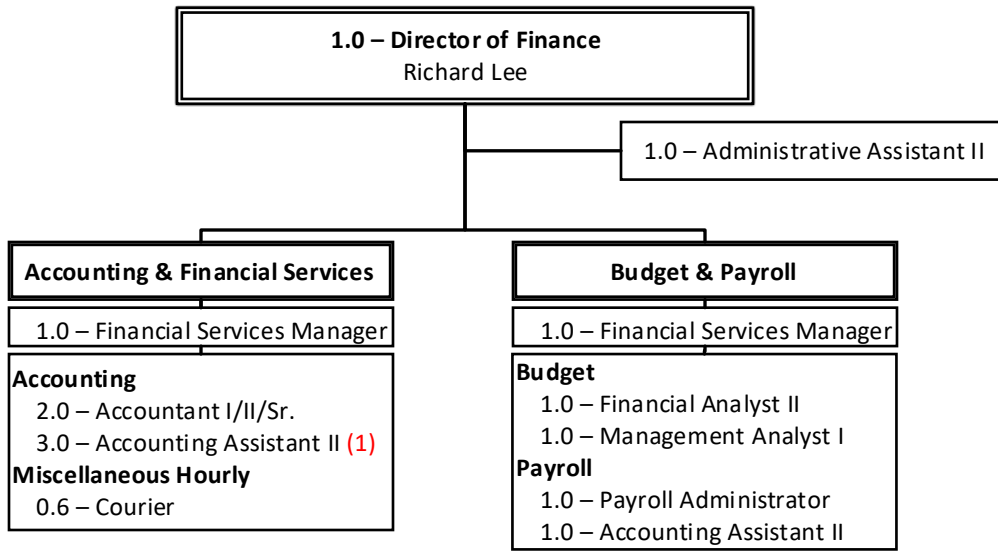 1.0 – Director of Finance
Richard Lee
1.0 – Administrative Assistant II
Accounting & Financial Services
1.0 – Financial Services Manager
Accounting
2.0 – Accountant I/II/Sr.
3.0 – Accounting Assistant II (1)
Miscellaneous Hourly
0.6 – Courier
Budget & Payroll
1.0 – Financial Services Manager
Budget
1.0 – Financial Analyst II
1.0 – Management Analyst I
Payroll
1.0 – Payroll Administrator
1.0 – Accounting Assistant II